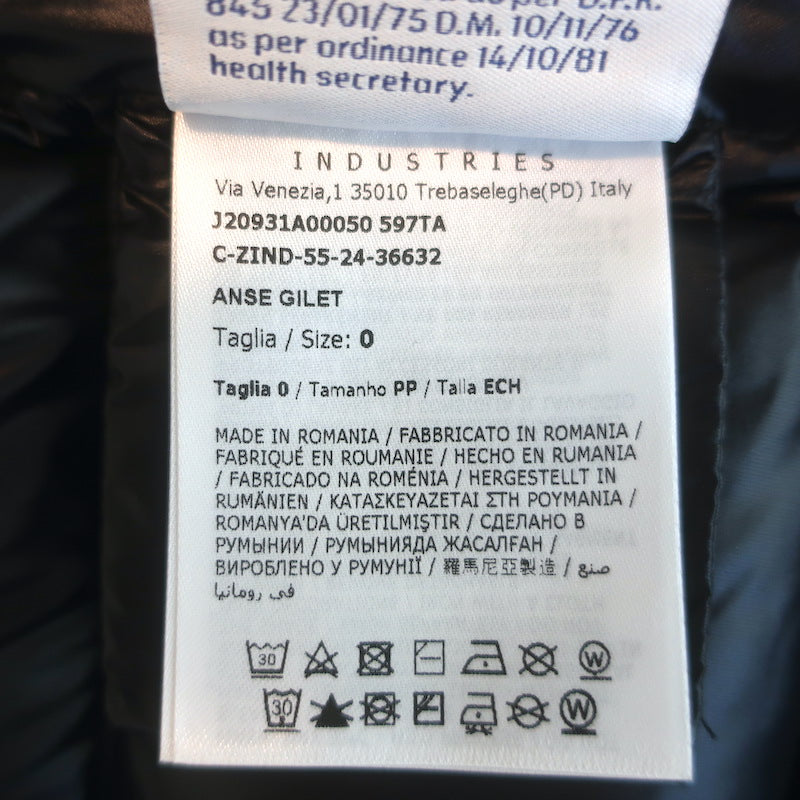 845 23/01/75 D.M. 10/11/76
as per ordinance 14/10/81
health secretary.
INDUSTRIES
Via Venezia,1 35010 Trebaseleghe(PD) Italy
J20931A00050 597TA
C-ZIND-55-24-36632
ANSE GILET
Taglia / Size: 0
Taglia 0 / Tamanho PP / Talla ECH
MADE IN ROMANIA / FABBRICATO IN ROMANIA /
FABRIQUÉ EN ROUMANIE / HECHO EN RUMANIA
/ FABRICADO NA ROMÉNIA / HERGESTELLT IN
RUMÄNIEN / ΚΑΤΑΣΚΕΥΑΖΕΤΑΙ ΣΤΗ ΡΟΥΜΑΝΙΑ /
ROMANYA'DA ÜRETILMIŞTIR / СДЕЛАНО В
РУМЫНИИ / РУМЫНИЯДА ЖАСАЛҒАН /
ВИРОБЛЕНО У РУМУНІЇ / 羅馬尼亞製造 / صنع
في رومانيا
30 W
30 W